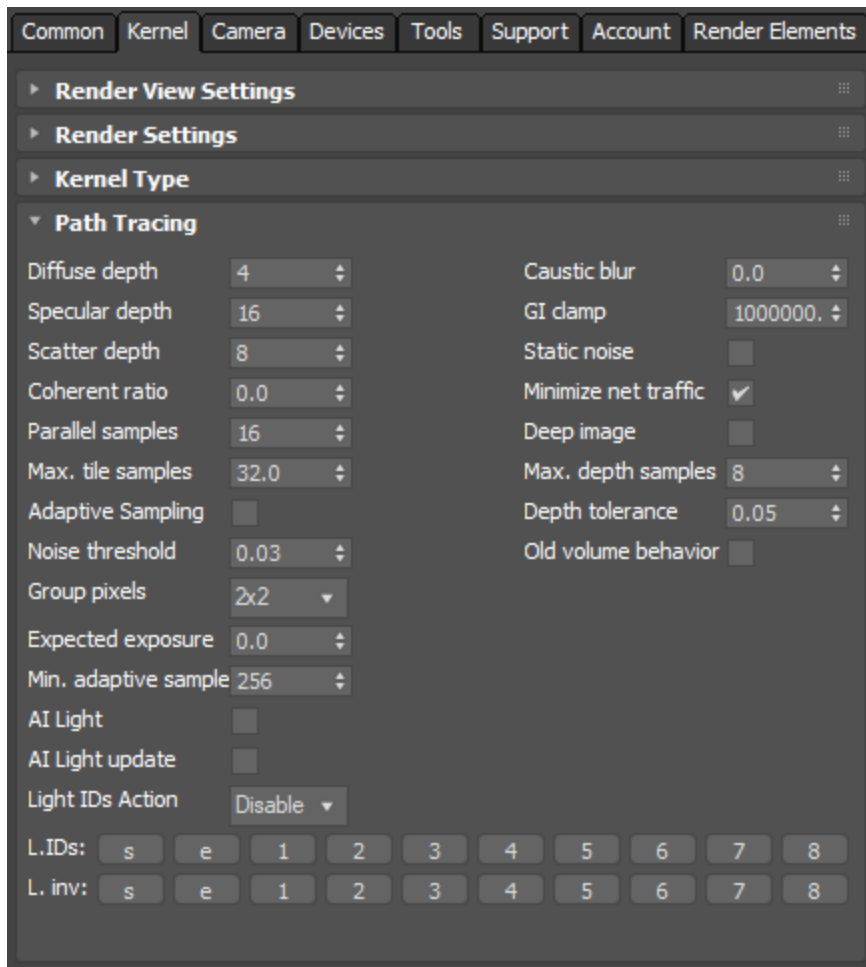 Common Kernel Camera Devices Tools Support Account Render Elements
Render View Settings
Render Settings
Kernel Type
Path Tracing
Diffuse depth 4 Caustic blur 0.0
Specular depth 16 GI clamp 1000000.
Scatter depth 8 Static noise
Coherent ratio 0.0 Minimize net traffic
Parallel samples 16 Deep image
Max. tile samples 32.0 Max. depth samples 8
Adaptive Sampling Depth tolerance 0.05
Noise threshold 0.03 Old volume behavior
Group pixels 2x2
Expected exposure 0.0
Min. adaptive sample 256
AI Light
AI Light update
Light IDs Action Disable
L.IDs: s e 1 2 3 4 5 6 7 8
L. inv: s e 1 2 3 4 5 6 7 8